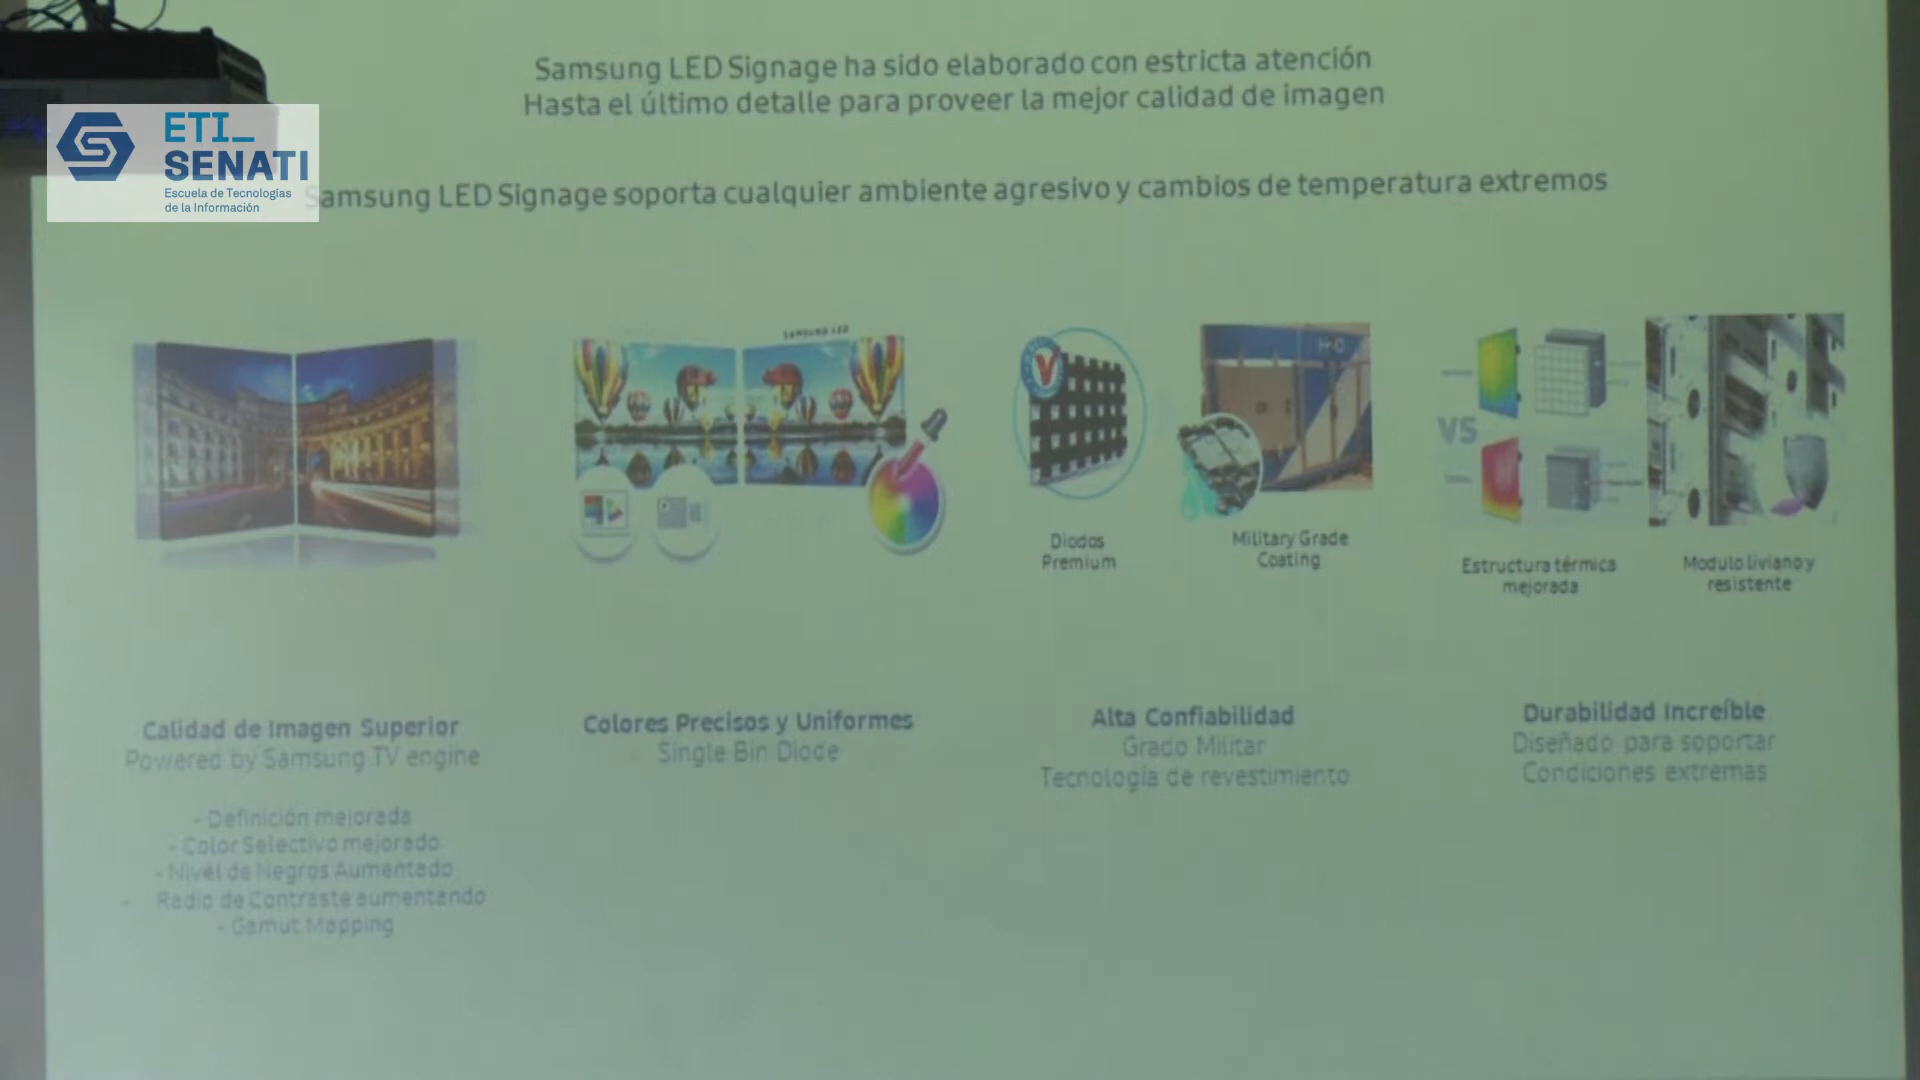 Samsung LED Signage ha sido elaborado con estricta atención
Hasta el último detalle para proveer la mejor calidad de imagen
ETI_
SENATI
Escuela de Tecnologías
de la Información
Samsung LED Signage soporta cualquier ambiente agresivo y cambios de temperatura extremos
SAMSUNG LED
VS
Diodos
Premium
Military Grade
Coating
Estructura térmica
mejorada
Modulo liviano y
resistente
Calidad de Imagen Superior
Powered by Samsung TV engine
- Definición mejorada
- Color Selectivo mejorado
- Nivel de Negros Aumentado
- Radio de Contraste aumentando
- Gamut Mapping
Colores Precisos y Uniformes
Single Bin Diode
Alta Confiabilidad
Grado Militar
Tecnología de revestimiento
Durabilidad Increíble
Diseñado para soportar
Condiciones extremas